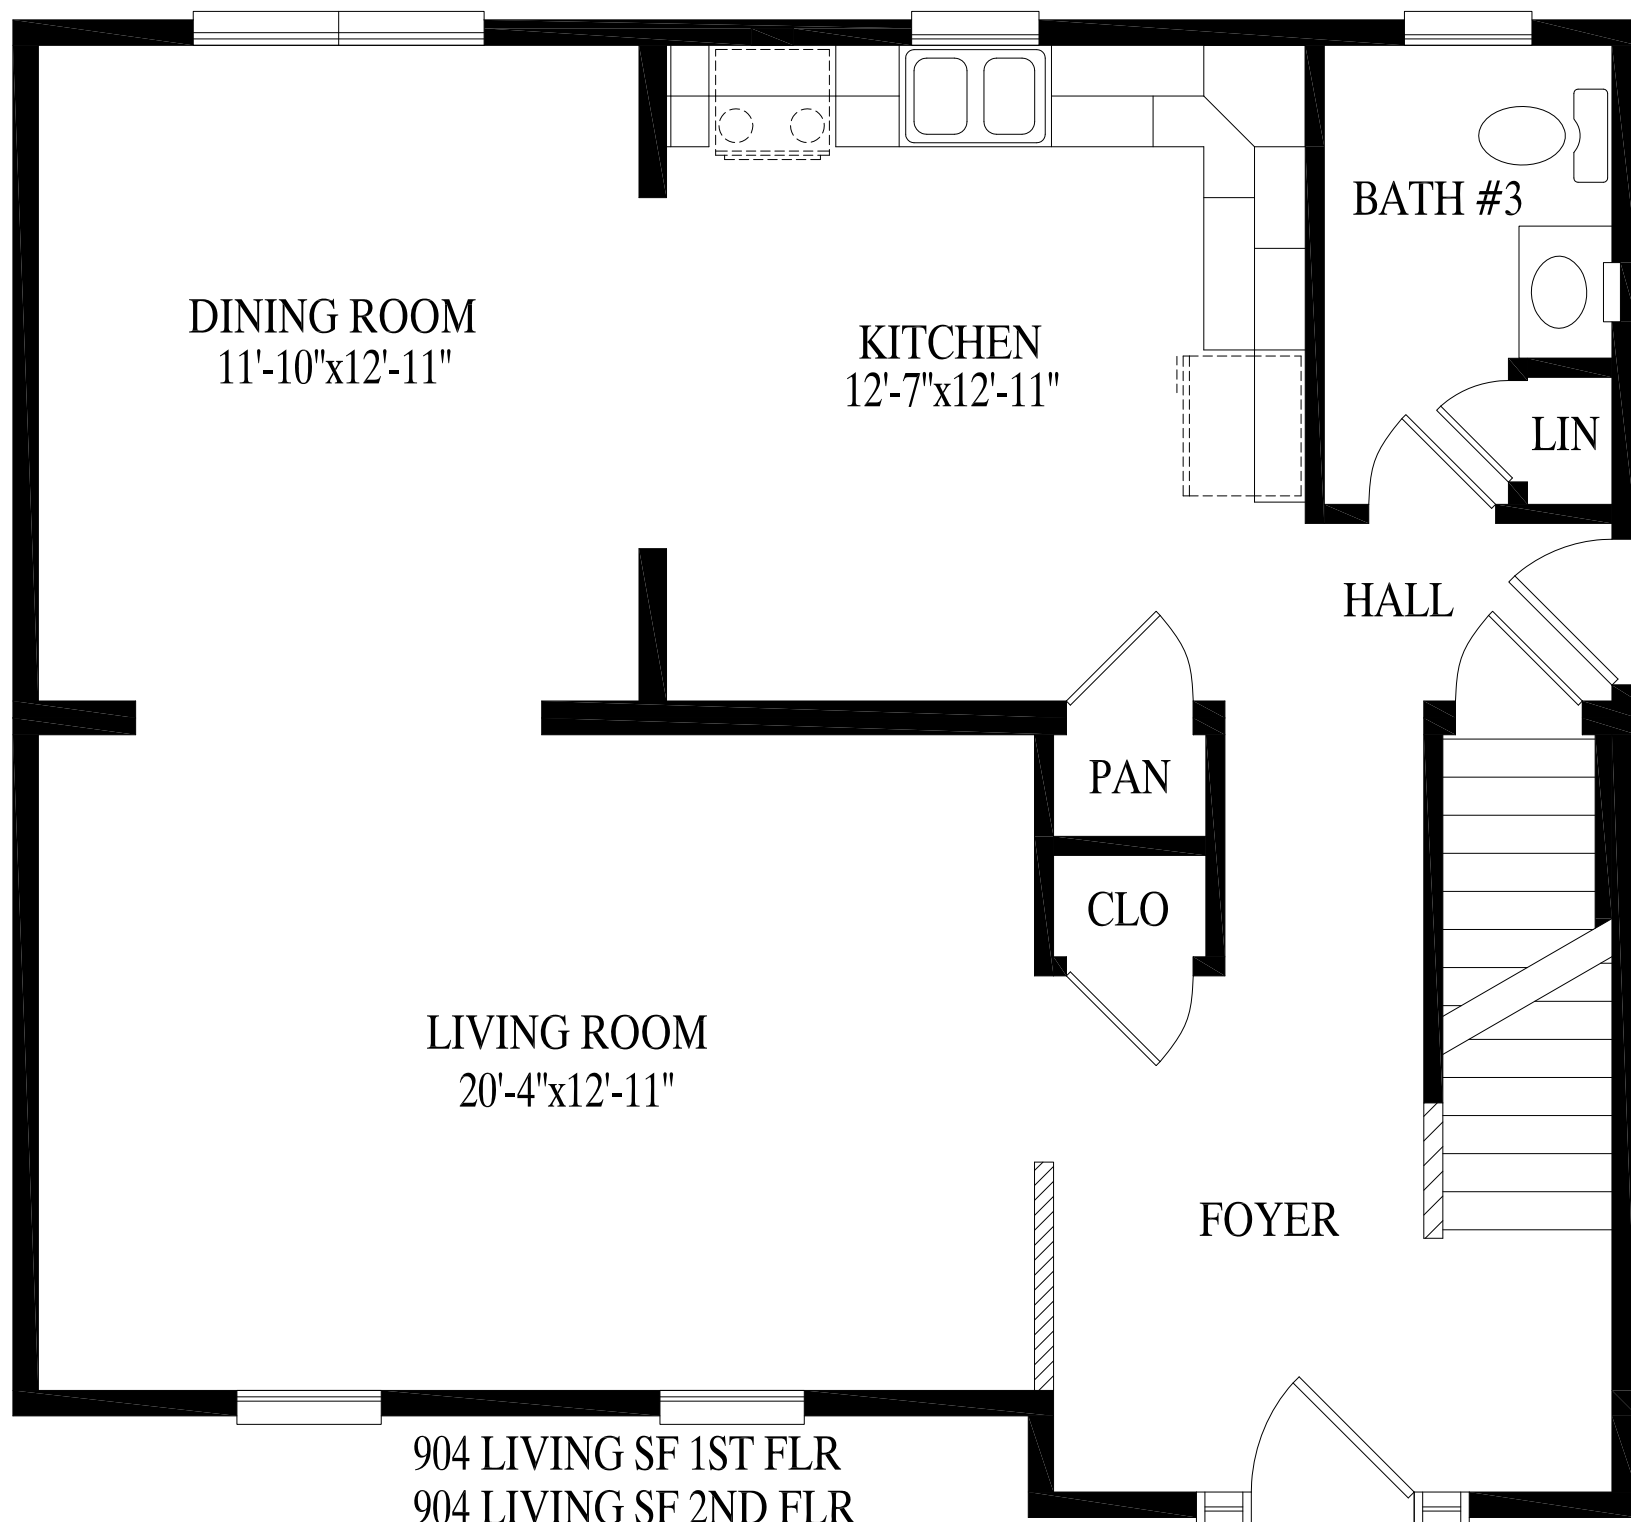 BATH #3
DINING ROOM
11'-10"x12'-11"
KITCHEN
12'-7"x12'-11"
LIN
HALL
PAN
CLO
LIVING ROOM
20'-4"x12'-11"
FOYER
904 LIVING SF 1ST FLR
904 LIVING SF 2ND FLR